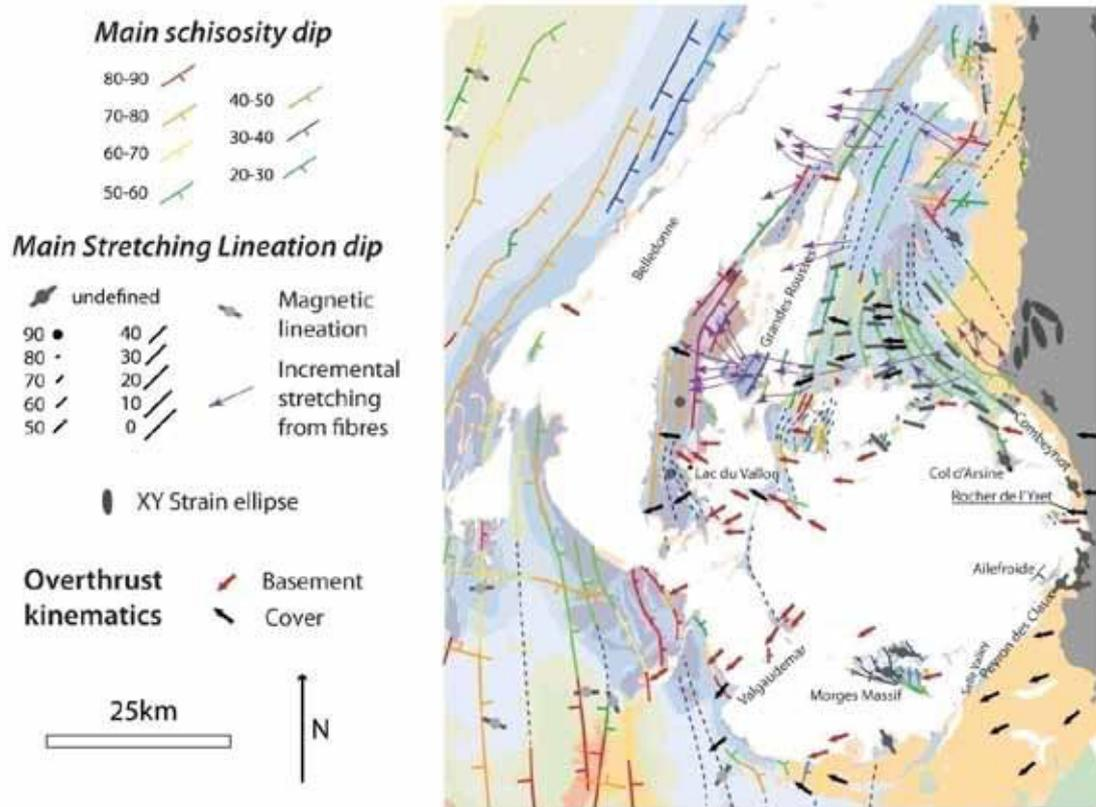 Main schisosity dip
80-90
70-80
60-70
50-60
40-50
30-40
20-30
Main Stretching Lineation dip
undefined
90
80
70
60
50
40
30
20
10
0
Magnetic
lineation
Incremental
stretching
from fibres
XY Strain ellipse
Overthrust
kinematics
Basement
Cover
25km
N
Belledonne
Grandes Rousses
Combeynot
Lac du Vallon
Col d'Arsine
Rocher de l'Yret
Ailefroide
Peyron des Claux
Selle Valley
Valgaudemar
Morges Massif